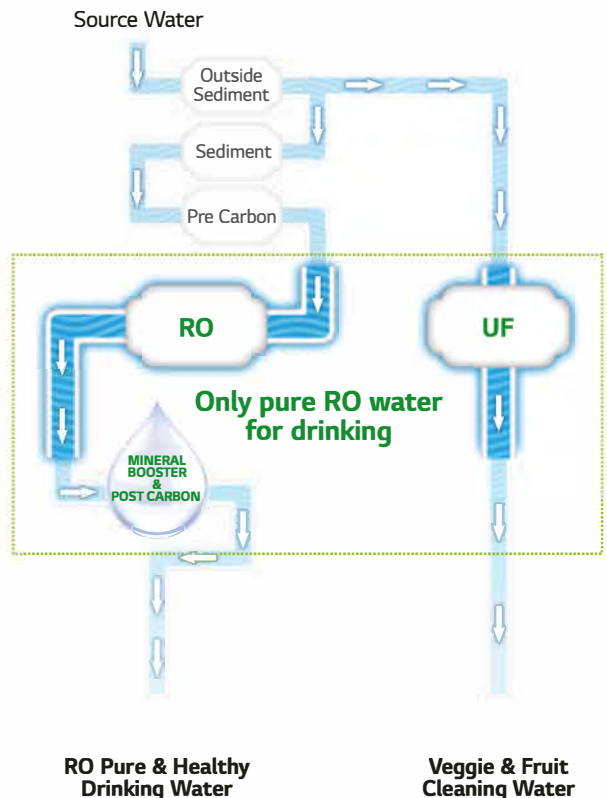 Source Water
Outside
Sediment
Sediment
Pre Carbon
RO
UF
Only pure RO water
for drinking
MINERAL
BOOSTER
&
POST CARBON
RO Pure & Healthy
Drinking Water
Veggie & Fruit
Cleaning Water